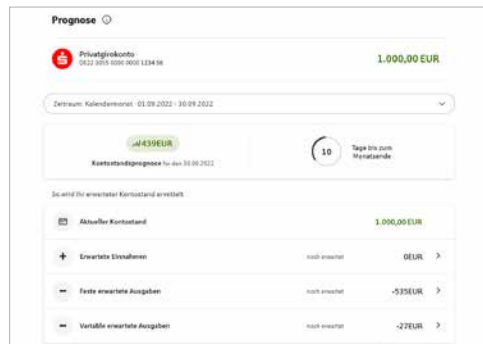 Prognose
Privatgirokonto
1.000,00 EUR
Zeitraum: Kalendermonat · 01.09.2022 - 30.09.2022
439EUR
Kontostandsprognose für den 30.09.2022
10
Tage bis zum
Monatsende
So wird Ihr erwarteter Kontostand ermittelt
Aktueller Kontostand 1.000,00 EUR
Erwartete Einnahmen noch erwartet 0EUR
Feste erwartete Ausgaben noch erwartet -535EUR
Variable erwartete Ausgaben noch erwartet -27EUR